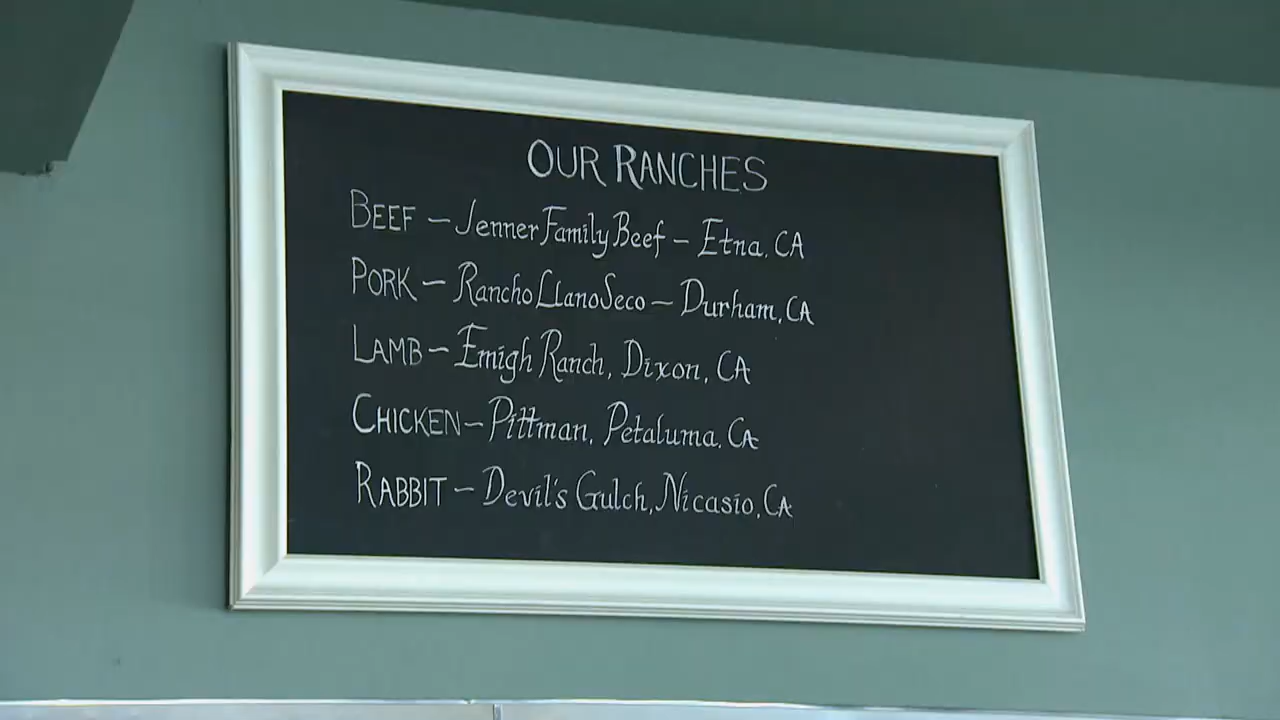 OUR RANCHES
BEEF – Jenner Family Beef – Etna, CA
PORK – Rancho Llano Seco – Durham, CA
LAMB – Emigh Ranch, Dixon, CA
CHICKEN – Pittman, Petaluma, CA
RABBIT – Devil's Gulch, Nicasio, CA